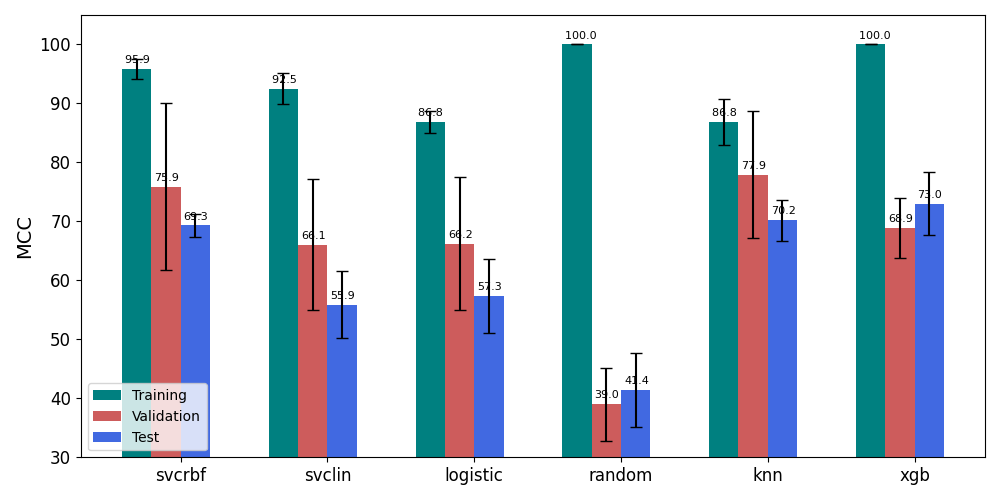 MCC
100
90
80
70
60
50
40
30
95.9
75.9
69.3
92.5
66.1
55.9
86.8
66.2
57.3
100.0
39.0
41.4
86.8
77.9
70.2
100.0
68.9
73.0
Training
Validation
Test
svcrbf
svclin
logistic
random
knn
xgb